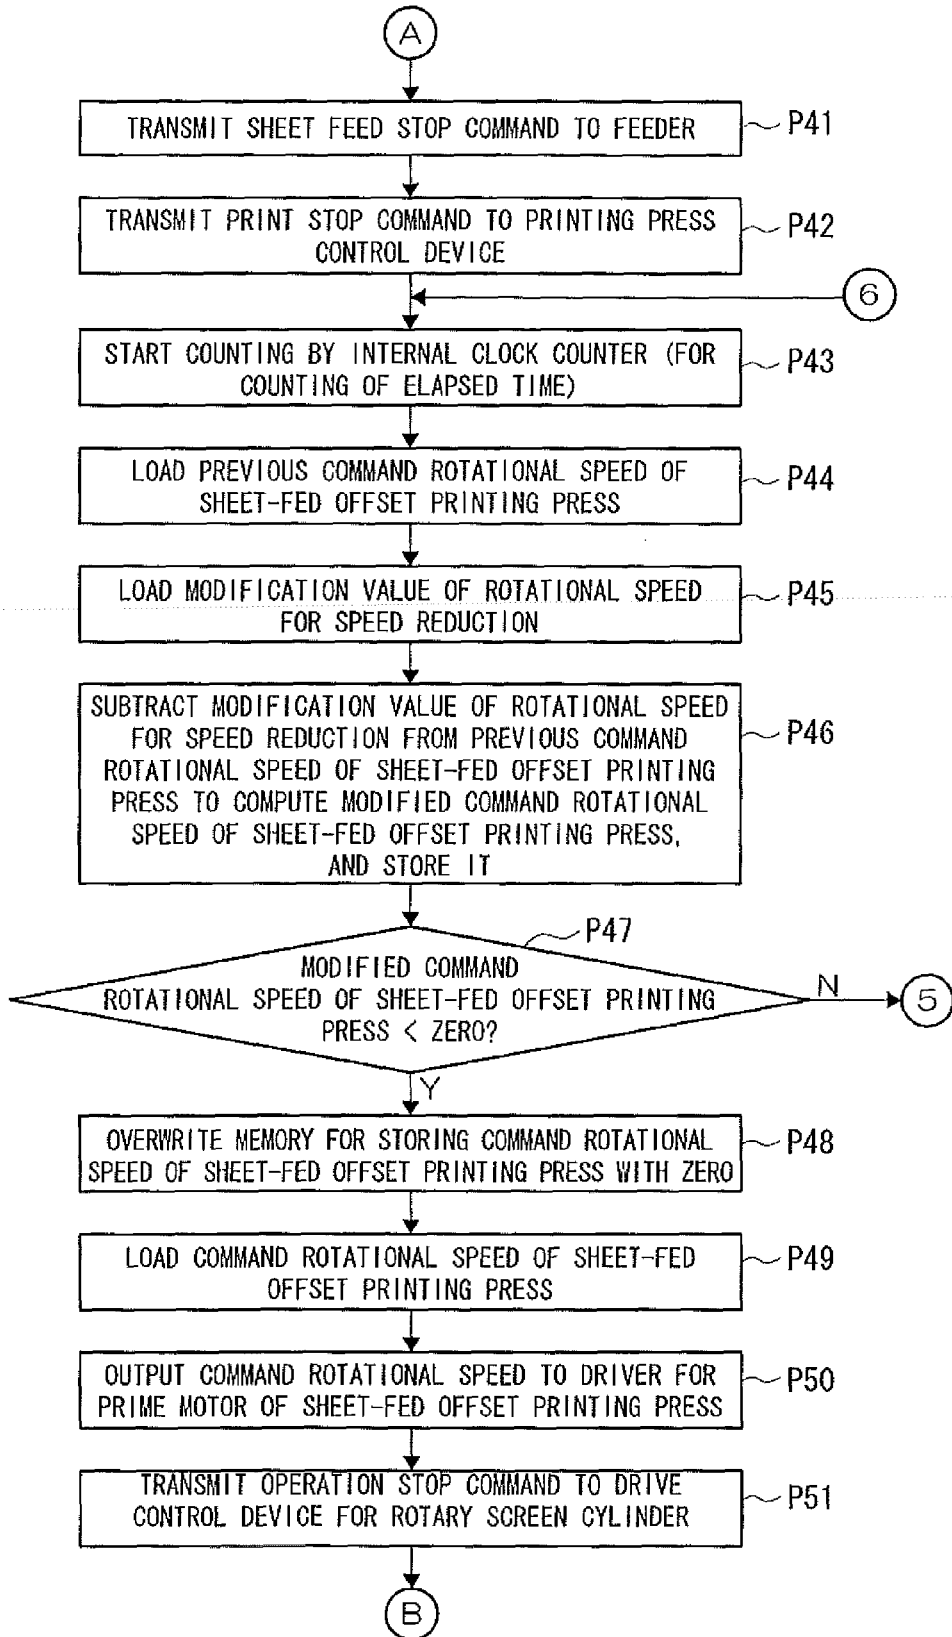 A
TRANSMIT SHEET FEED STOP COMMAND TO FEEDER
P41
TRANSMIT PRINT STOP COMMAND TO PRINTING PRESS
CONTROL DEVICE
P42
6
START COUNTING BY INTERNAL CLOCK COUNTER (FOR
COUNTING OF ELAPSED TIME)
P43
LOAD PREVIOUS COMMAND ROTATIONAL SPEED OF
SHEET-FED OFFSET PRINTING PRESS
P44
LOAD MODIFICATION VALUE OF ROTATIONAL SPEED
FOR SPEED REDUCTION
P45
SUBTRACT MODIFICATION VALUE OF ROTATIONAL SPEED
FOR SPEED REDUCTION FROM PREVIOUS COMMAND
ROTATIONAL SPEED OF SHEET-FED OFFSET PRINTING
PRESS TO COMPUTE MODIFIED COMMAND ROTATIONAL
SPEED OF SHEET-FED OFFSET PRINTING PRESS,
AND STORE IT
P46
P47
MODIFIED COMMAND
ROTATIONAL SPEED OF SHEET-FED OFFSET PRINTING
PRESS < ZERO?
N
5
Y
OVERWRITE MEMORY FOR STORING COMMAND ROTATIONAL
SPEED OF SHEET-FED OFFSET PRINTING PRESS WITH ZERO
P48
LOAD COMMAND ROTATIONAL SPEED OF SHEET-FED
OFFSET PRINTING PRESS
P49
OUTPUT COMMAND ROTATIONAL SPEED TO DRIVER FOR
PRIME MOTOR OF SHEET-FED OFFSET PRINTING PRESS
P50
TRANSMIT OPERATION STOP COMMAND TO DRIVE
CONTROL DEVICE FOR ROTARY SCREEN CYLINDER
P51
B